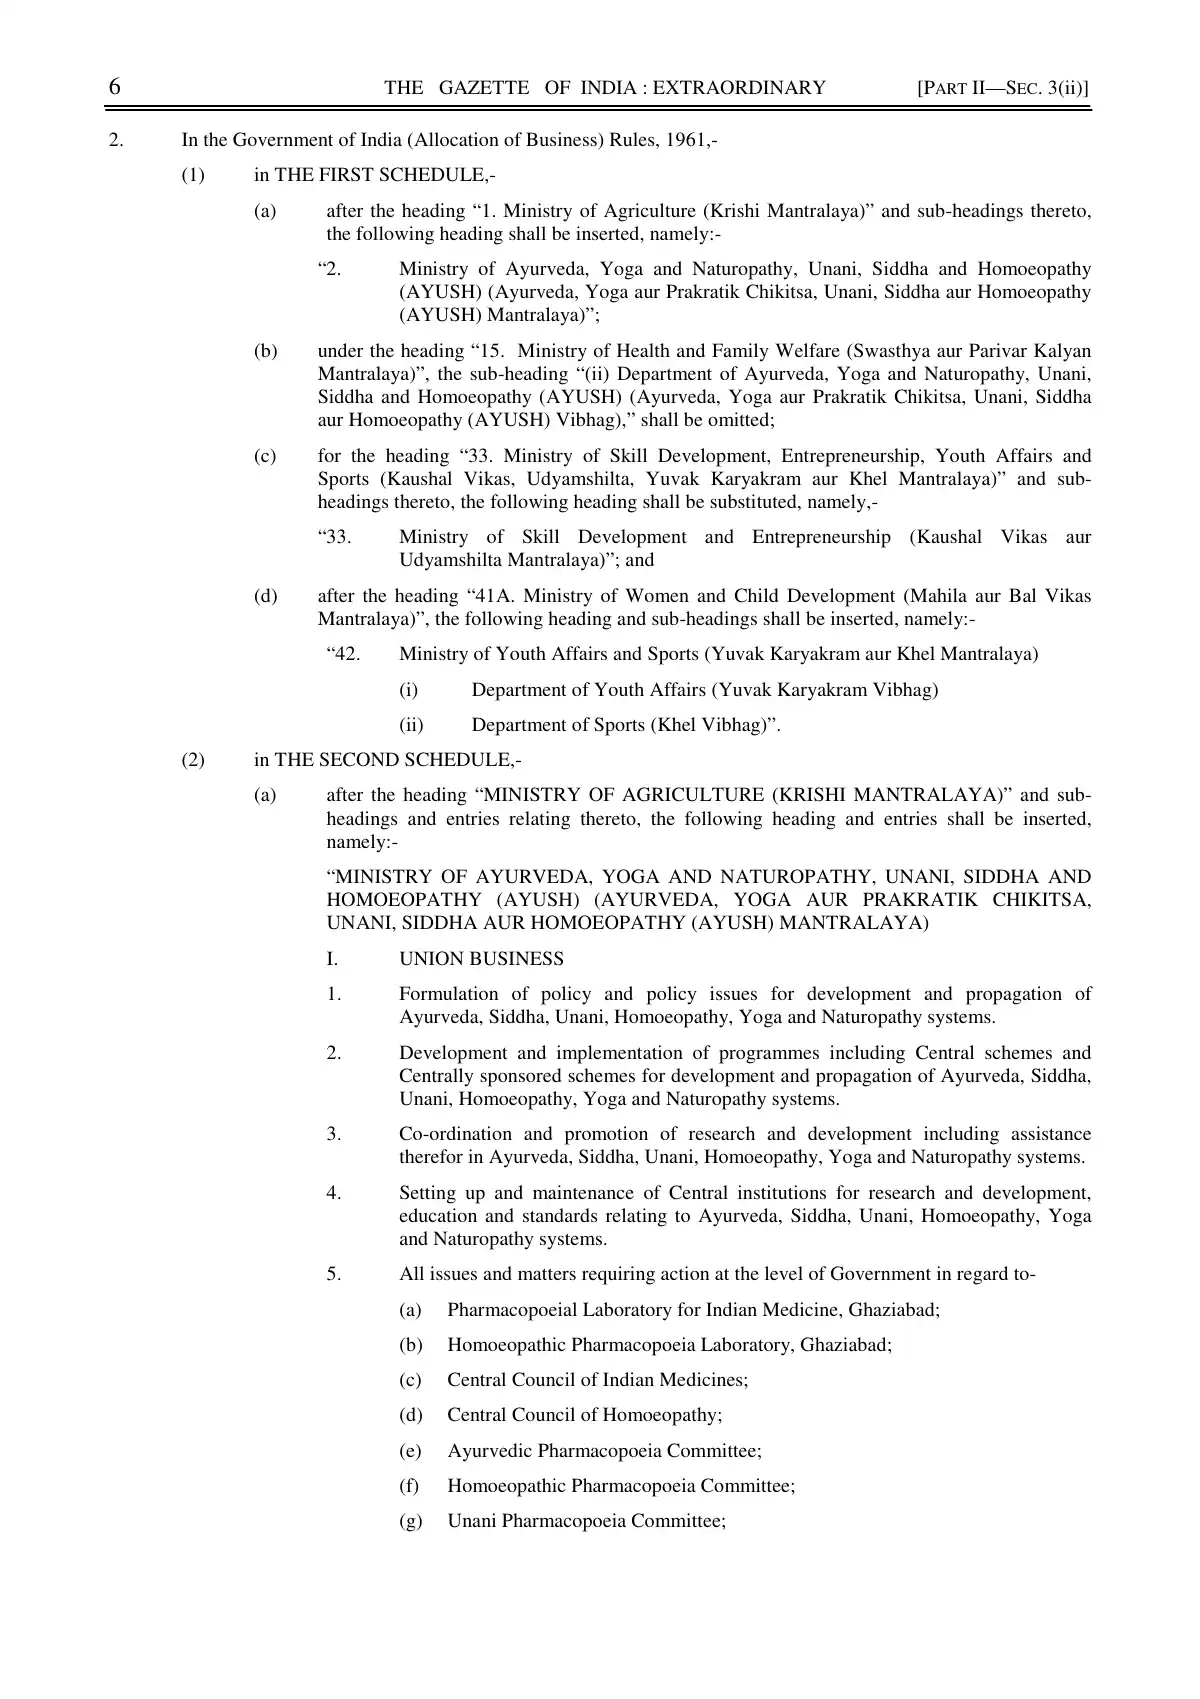 6 THE GAZETTE OF INDIA : EXTRAORDINARY [PART II—SEC. 3(ii)]
2. In the Government of India (Allocation of Business) Rules, 1961,-
(1) in THE FIRST SCHEDULE,-
(a) after the heading “1. Ministry of Agriculture (Krishi Mantralaya)” and sub-headings thereto,
the following heading shall be inserted, namely:-
“2. Ministry of Ayurveda, Yoga and Naturopathy, Unani, Siddha and Homoeopathy
(AYUSH) (Ayurveda, Yoga aur Prakratik Chikitsa, Unani, Siddha aur Homoeopathy
(AYUSH) Mantralaya)”;
(b) under the heading “15. Ministry of Health and Family Welfare (Swasthya aur Parivar Kalyan
Mantralaya)”, the sub-heading “(ii) Department of Ayurveda, Yoga and Naturopathy, Unani,
Siddha and Homoeopathy (AYUSH) (Ayurveda, Yoga aur Prakratik Chikitsa, Unani, Siddha
aur Homoeopathy (AYUSH) Vibhag),” shall be omitted;
(c) for the heading “33. Ministry of Skill Development, Entrepreneurship, Youth Affairs and
Sports (Kaushal Vikas, Udyamshilta, Yuvak Karyakram aur Khel Mantralaya)” and sub-
headings thereto, the following heading shall be substituted, namely,-
“33. Ministry of Skill Development and Entrepreneurship (Kaushal Vikas aur
Udyamshilta Mantralaya)”; and
(d) after the heading “41A. Ministry of Women and Child Development (Mahila aur Bal Vikas
Mantralaya)”, the following heading and sub-headings shall be inserted, namely:-
“42. Ministry of Youth Affairs and Sports (Yuvak Karyakram aur Khel Mantralaya)
(i) Department of Youth Affairs (Yuvak Karyakram Vibhag)
(ii) Department of Sports (Khel Vibhag)”.
(2) in THE SECOND SCHEDULE,-
(a) after the heading “MINISTRY OF AGRICULTURE (KRISHI MANTRALAYA)” and sub-
headings and entries relating thereto, the following heading and entries shall be inserted,
namely:-
“MINISTRY OF AYURVEDA, YOGA AND NATUROPATHY, UNANI, SIDDHA AND
HOMOEOPATHY (AYUSH) (AYURVEDA, YOGA AUR PRAKRATIK CHIKITSA,
UNANI, SIDDHA AUR HOMOEOPATHY (AYUSH) MANTRALAYA)
I. UNION BUSINESS
1. Formulation of policy and policy issues for development and propagation of
Ayurveda, Siddha, Unani, Homoeopathy, Yoga and Naturopathy systems.
2. Development and implementation of programmes including Central schemes and
Centrally sponsored schemes for development and propagation of Ayurveda, Siddha,
Unani, Homoeopathy, Yoga and Naturopathy systems.
3. Co-ordination and promotion of research and development including assistance
therefor in Ayurveda, Siddha, Unani, Homoeopathy, Yoga and Naturopathy systems.
4. Setting up and maintenance of Central institutions for research and development,
education and standards relating to Ayurveda, Siddha, Unani, Homoeopathy, Yoga
and Naturopathy systems.
5. All issues and matters requiring action at the level of Government in regard to-
(a) Pharmacopoeial Laboratory for Indian Medicine, Ghaziabad;
(b) Homoeopathic Pharmacopoeia Laboratory, Ghaziabad;
(c) Central Council of Indian Medicines;
(d) Central Council of Homoeopathy;
(e) Ayurvedic Pharmacopoeia Committee;
(f) Homoeopathic Pharmacopoeia Committee;
(g) Unani Pharmacopoeia Committee;